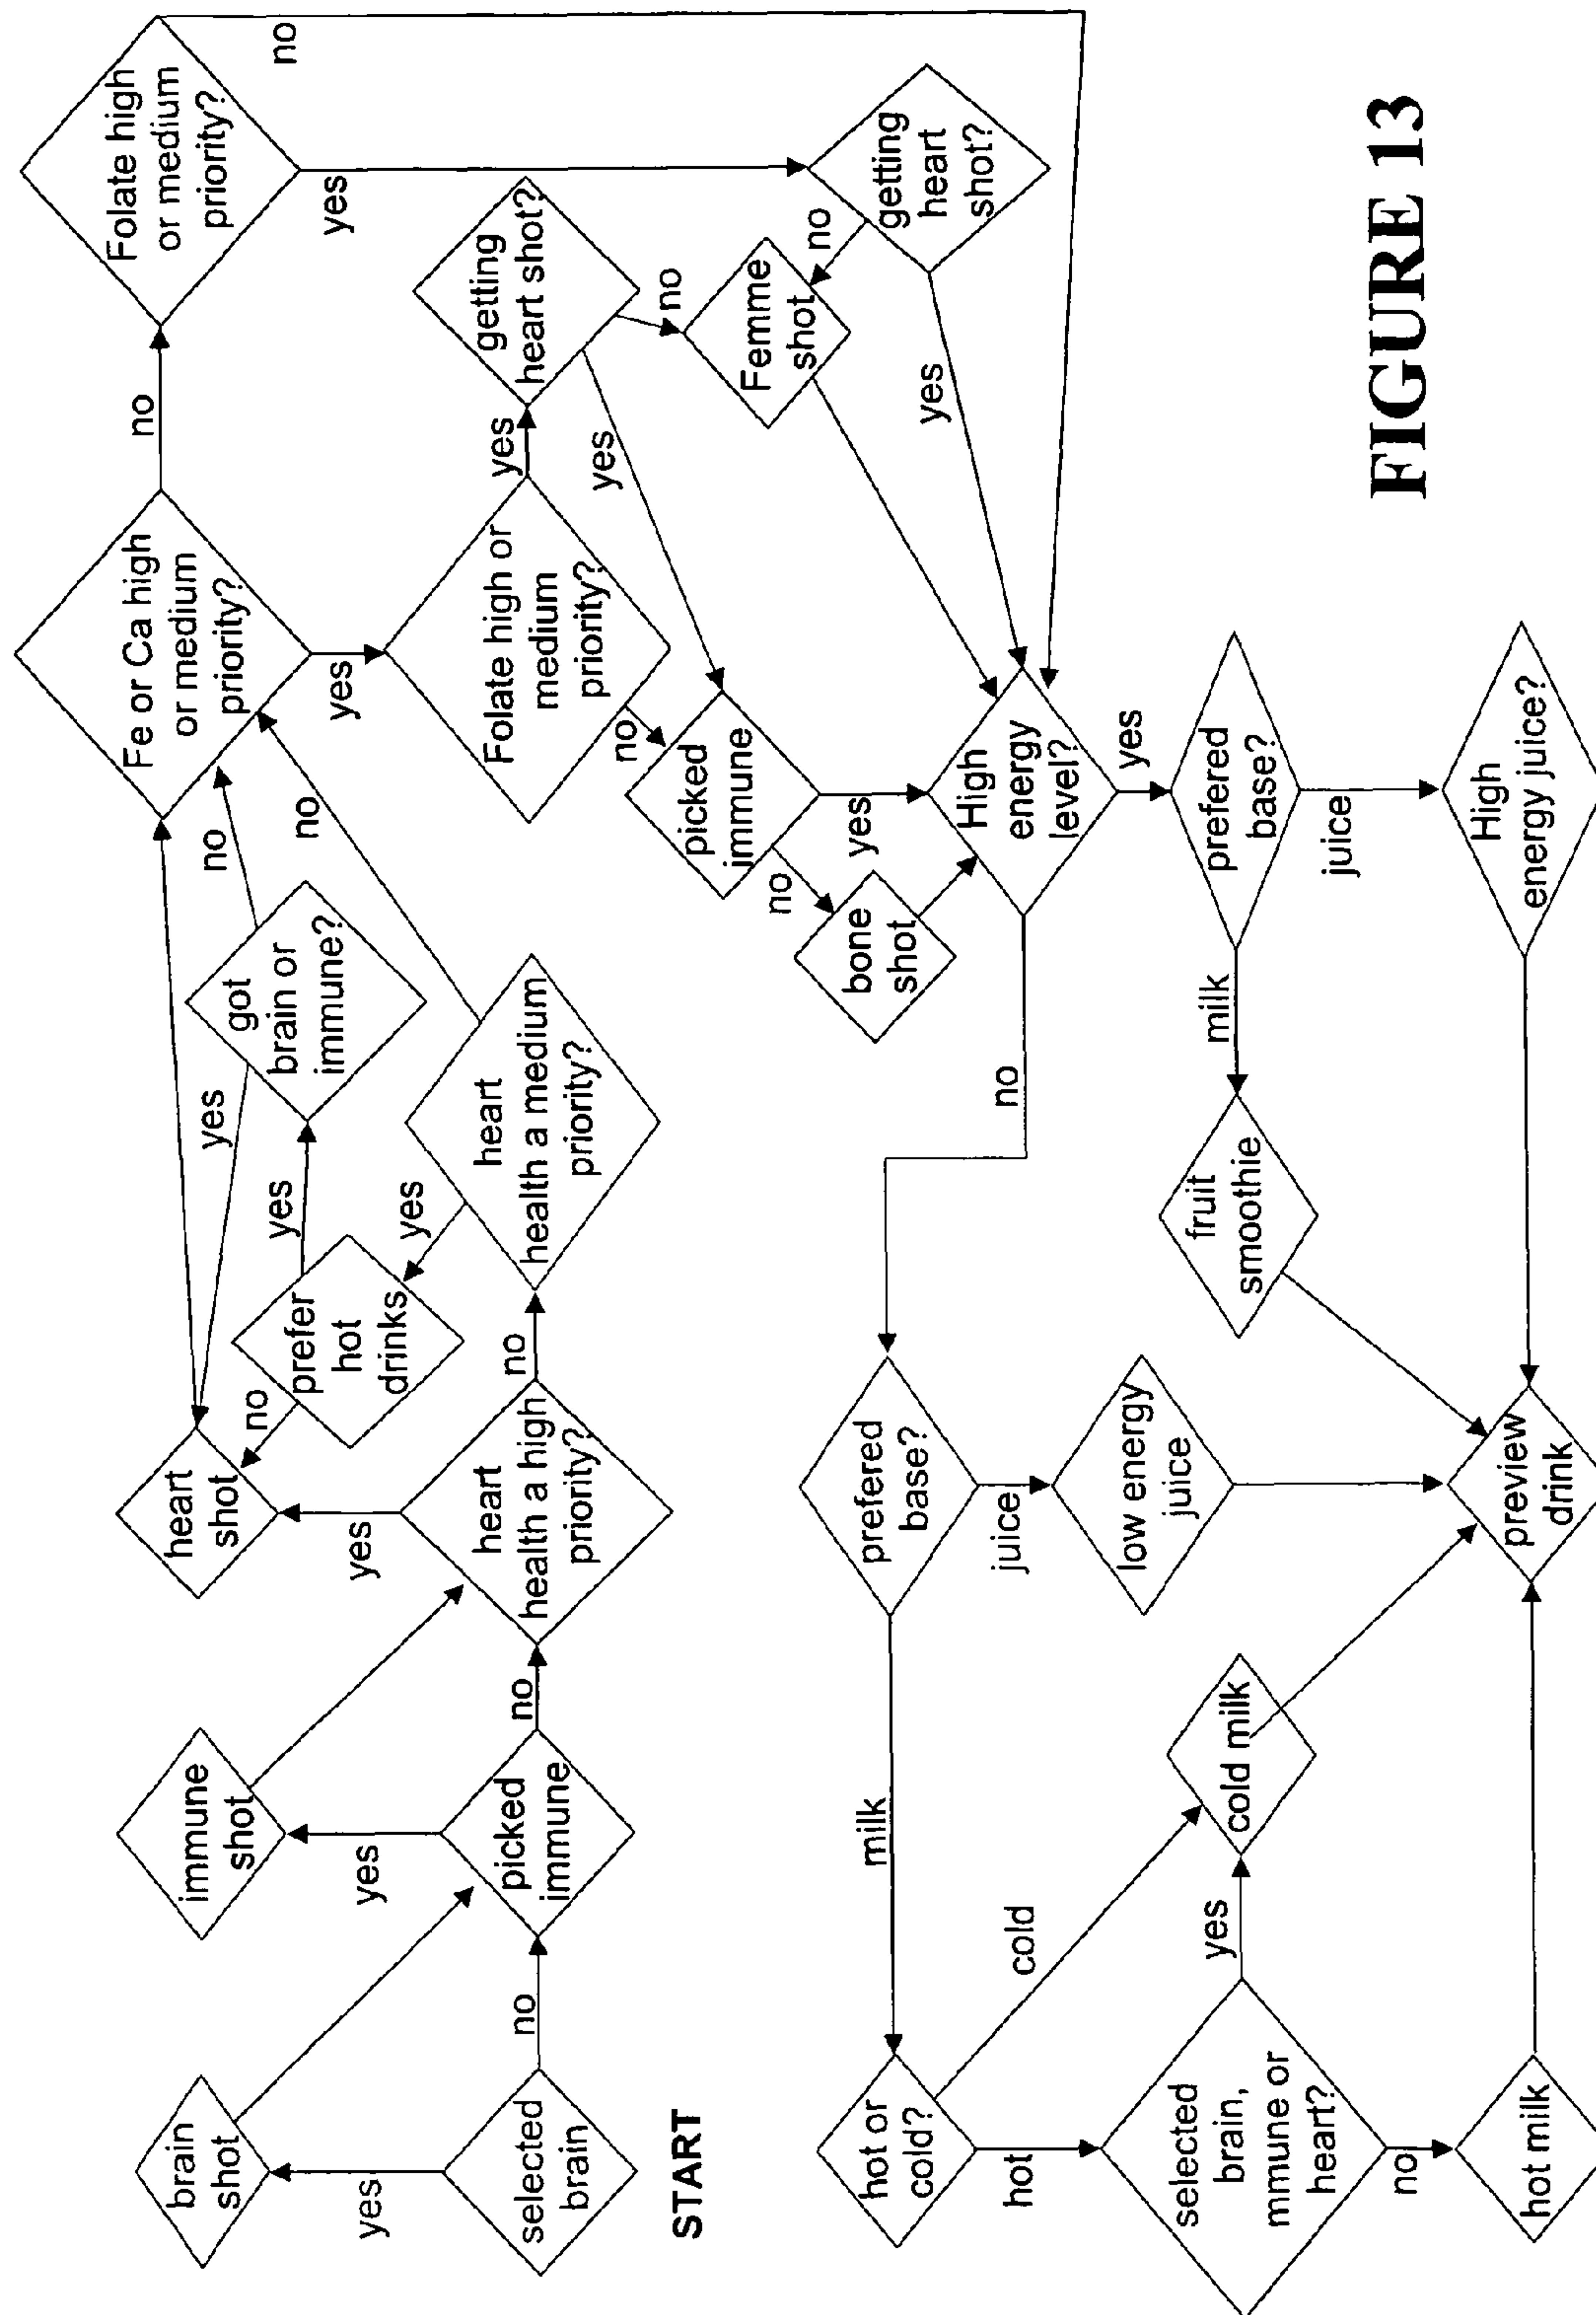 brain
shot
immune
shot
heart
shot
yes
yes
yes
no
prefer
hot
drinks
yes
yes
got
brain or
immune?
no
no
Fe or Ca high
or medium
priority?
no
Folate high
or medium
priority?
no
selected
brain
no
picked
immune
no
heart
health a high
priority?
no
yes
heart
health a medium
priority?
yes
Folate high or
medium
priority?
yes
getting
heart shot?
yes
START
no
picked
immune
yes
no
Femme
shot
no
getting
heart
shot?
no
bone
shot
yes
High
energy
level?
yes
hot or
cold?
milk
prefered
base?
no
yes
hot
cold
juice
selected
brain,
mmune or
heart?
yes
cold milk
low energy
juice
fruit
smoothie
milk
prefered
base?
juice
no
hot milk
preview
drink
High
energy juice?
FIGURE 13